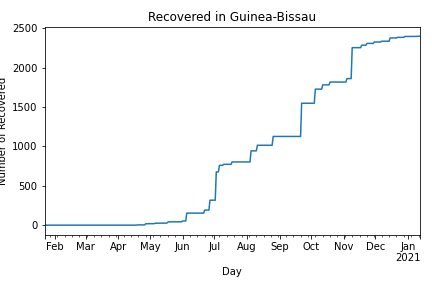 Recovered in Guinea-Bissau
Number of Recovered
2500
2000
1500
1000
500
0
Feb Mar Apr May Jun Jul Aug Sep Oct Nov Dec Jan
2021
Day